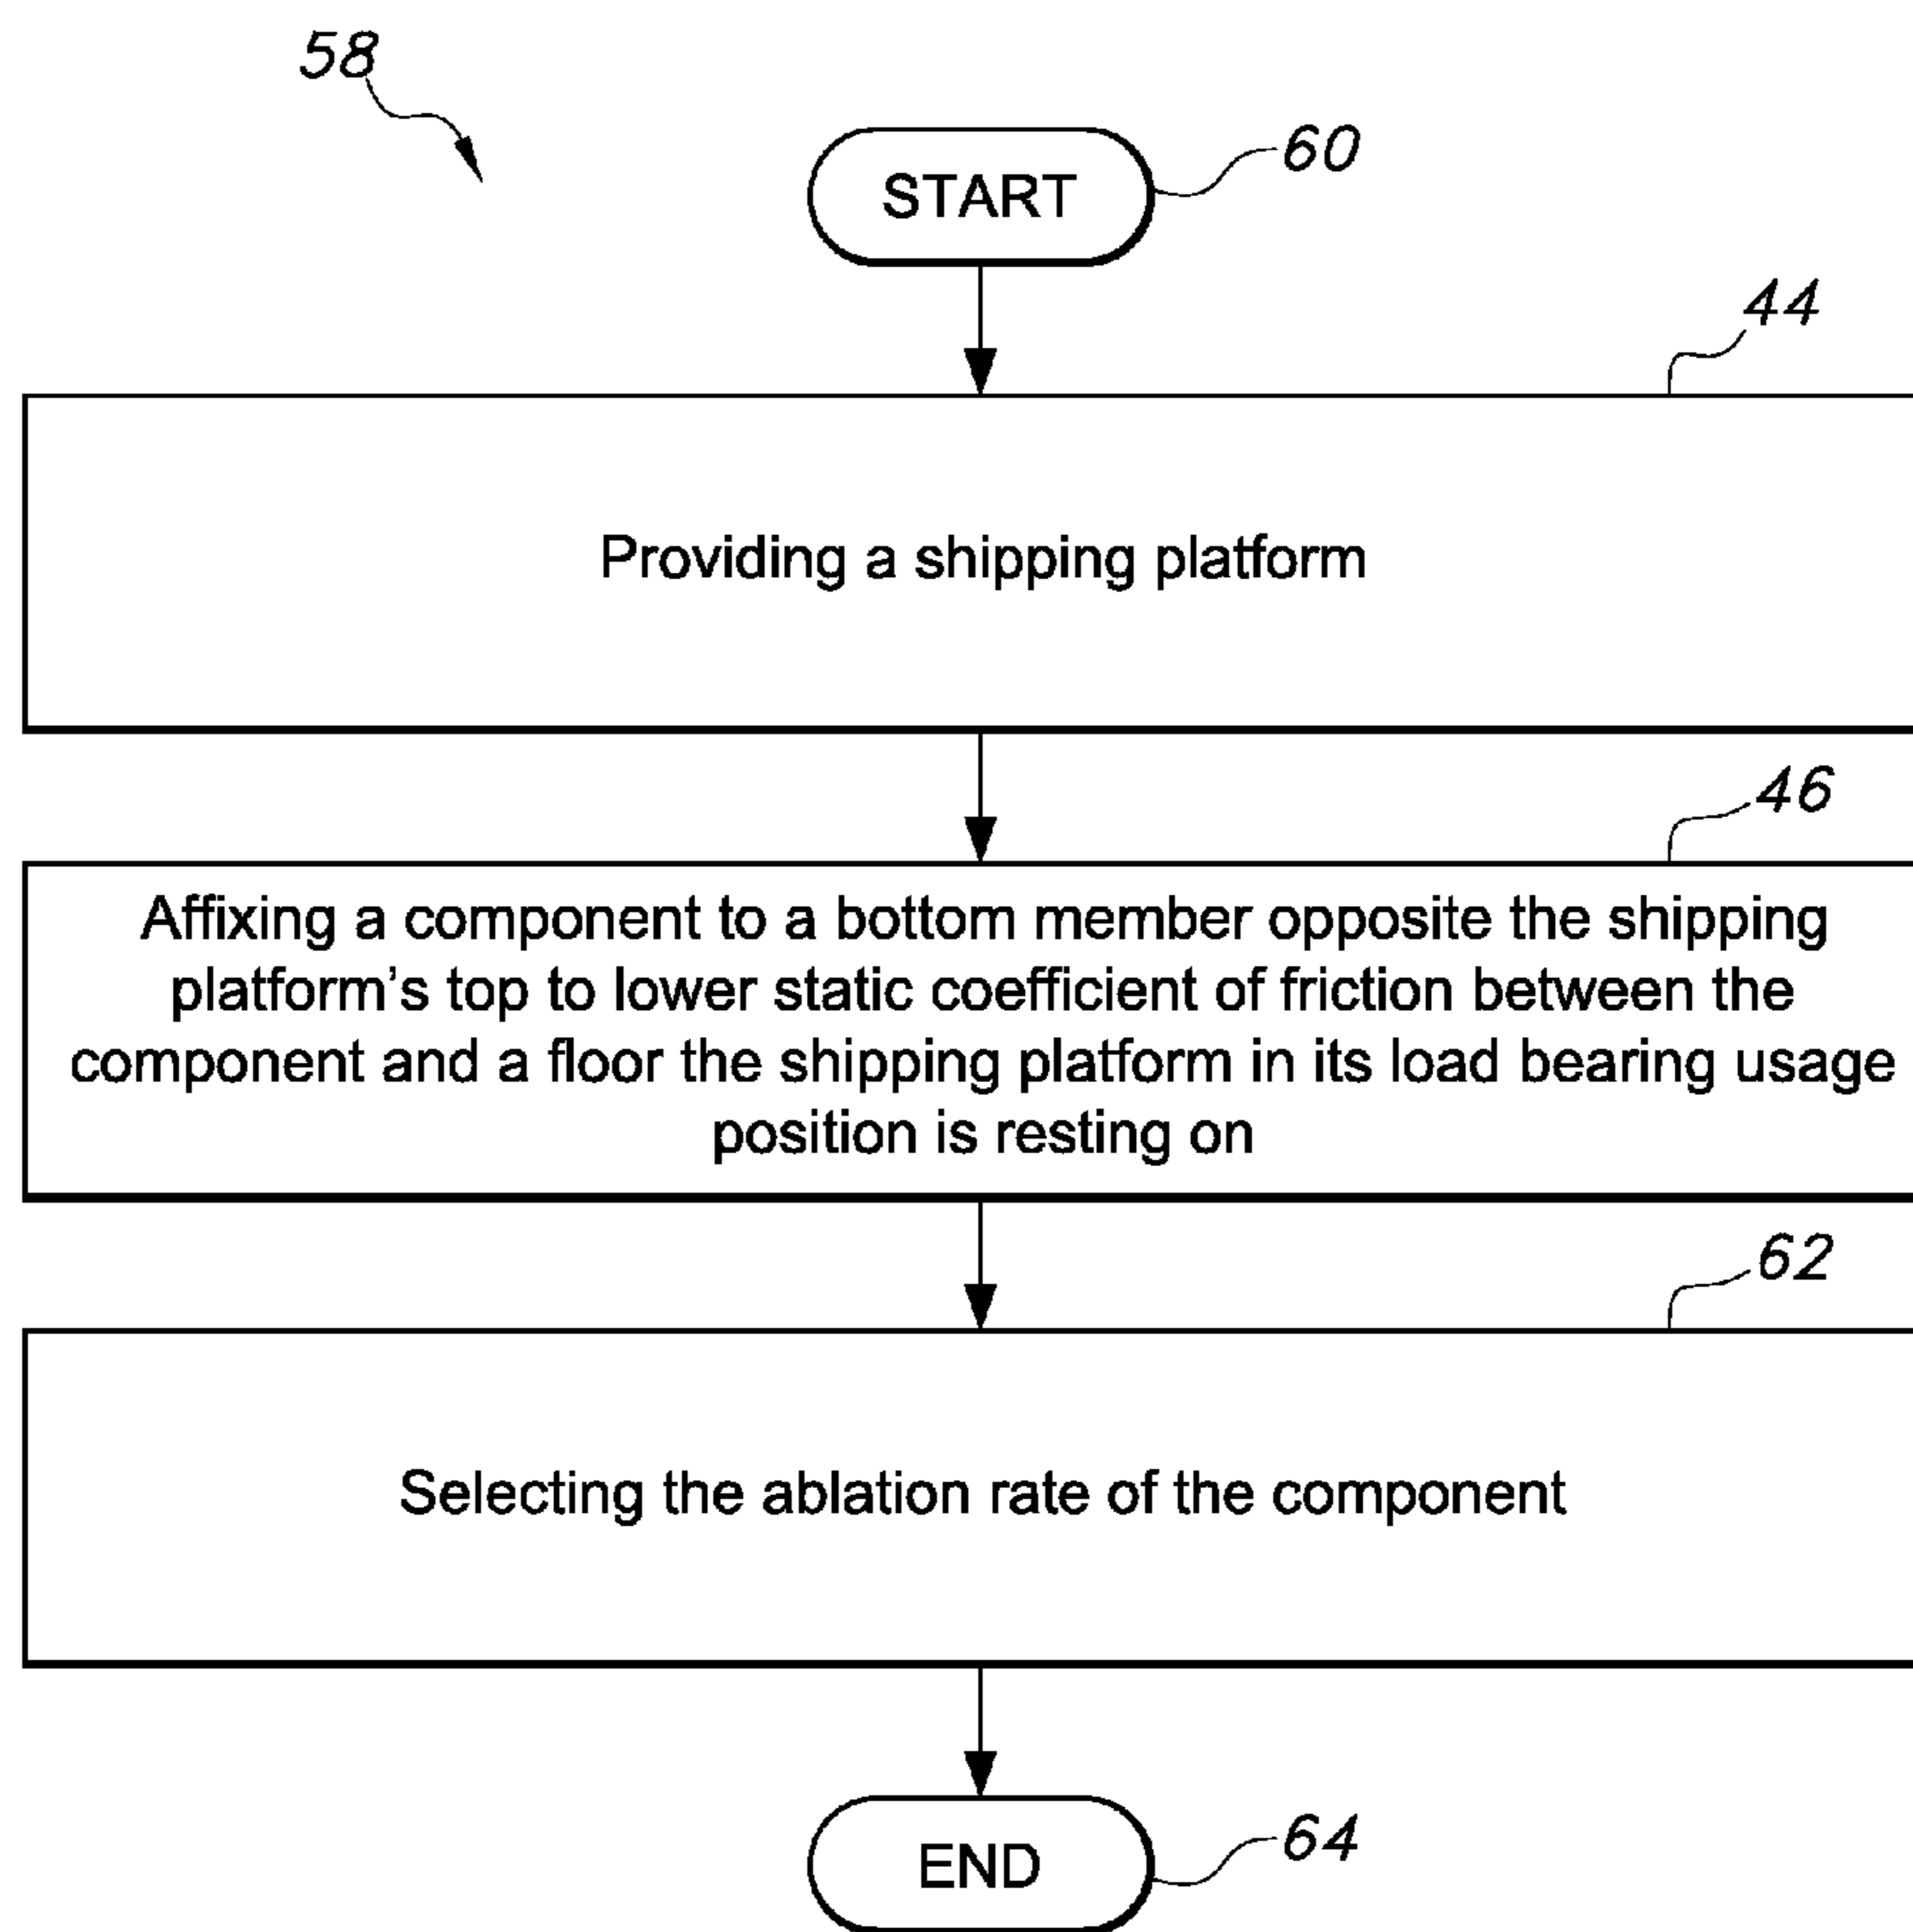 58
START
60
44
Providing a shipping platform
46
Affixing a component to a bottom member opposite the shipping
platform's top to lower static coefficient of friction between the
component and a floor the shipping platform in its load bearing usage
position is resting on
62
Selecting the ablation rate of the component
END
64